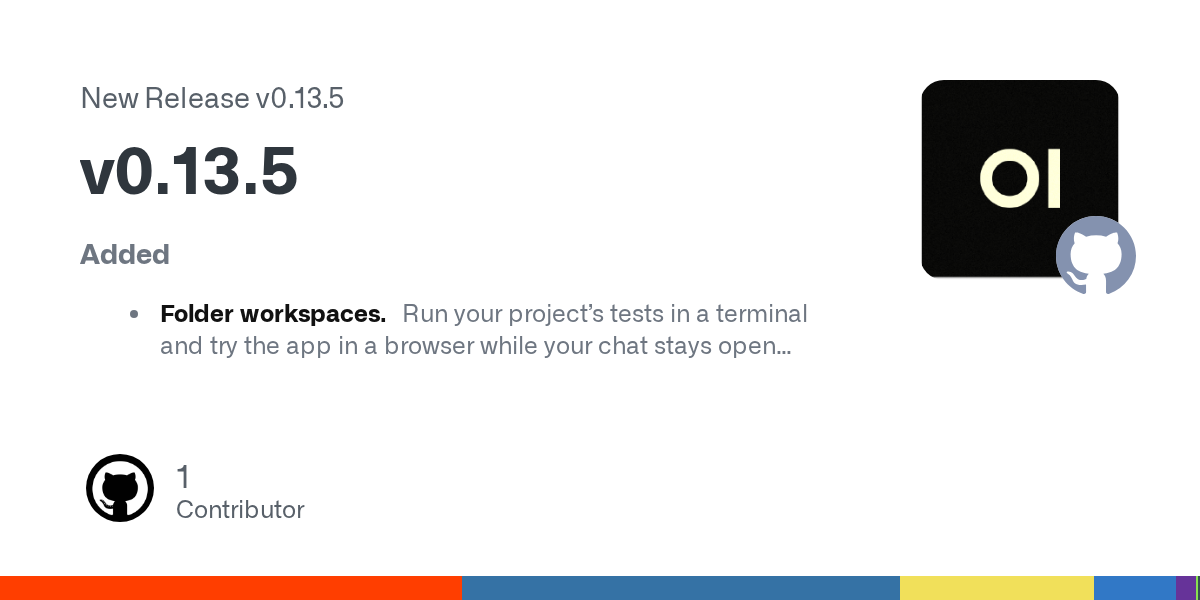 New Release v0.13.5
v0.13.5
Added
• Folder workspaces. Run your project’s tests in a terminal
and try the app in a browser while your chat stays open...
OI
1
Contributor